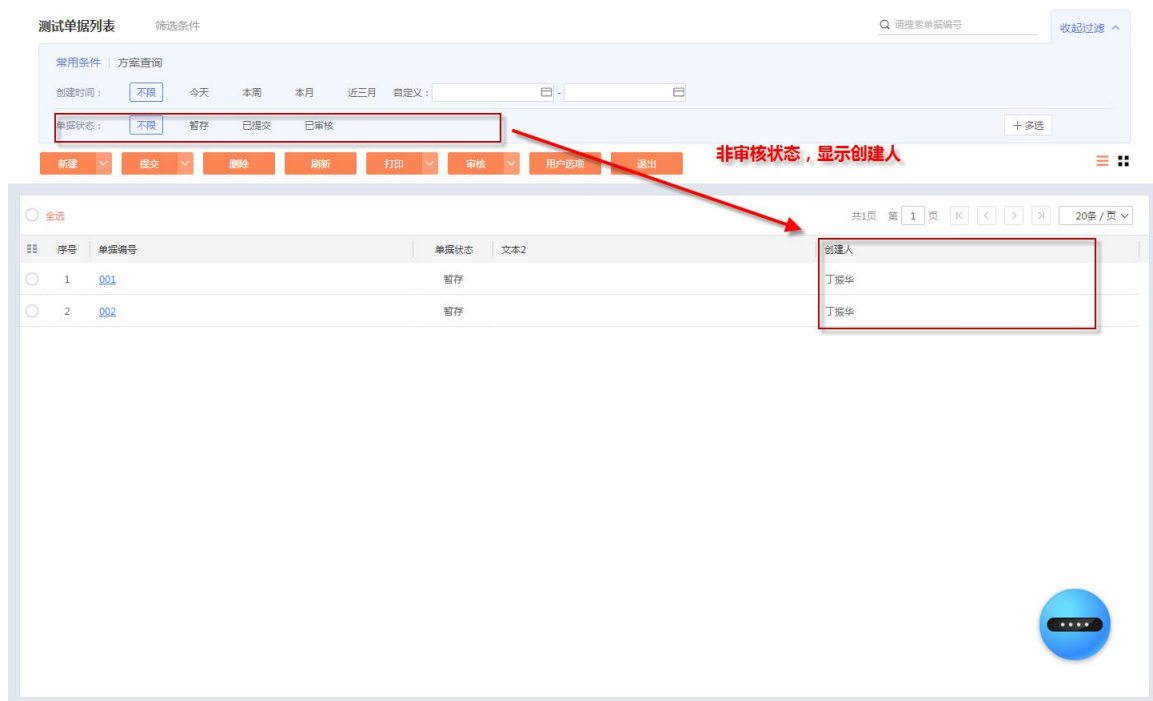 测试单据列表 筛选条件 请搜索单据编号 收起过滤
常用条件 方案查询
创建时间： 不限 今天 本周 本月 近三月 自定义： -
单据状态： 不限 暂存 已提交 已审核 + 多选
新建 提交 删除 刷新 打印 审核 用户选项 退出
非审核状态，显示创建人
全选 共1页 第 1 页 20条 / 页
序号 单据编号 单据状态 文本2 创建人
1 001 暂存 丁振华
2 002 暂存 丁振华